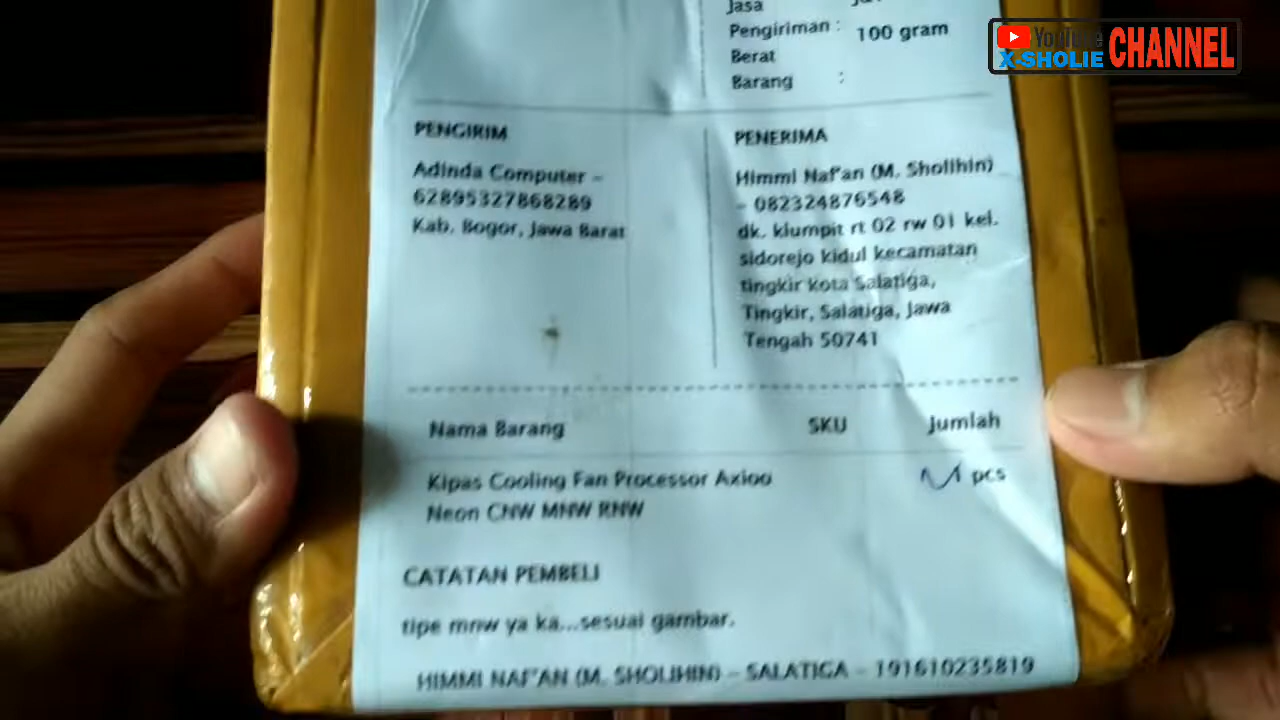 YouTube
X-SHOLIE CHANNEL
Jasa
Pengiriman :
100 gram
Berat
Barang :
PENGIRIM
Adinda Computer –
62895327868289
Kab. Bogor, Jawa Barat
PENERIMA
Himmi Naf'an (M. Sholihin)
– 082324876548
dk. klumpit rt 02 rw 01 kel.
sidorejo kidul kecamatan
tingkir kota Salatiga,
Tingkir, Salatiga, Jawa
Tengah 50741
Nama Barang SKU Jumlah
Kipas Cooling Fan Processor Axioo 1 pcs
Neon CNW MNW RNW
CATATAN PEMBELI
tipe mnw ya ka...sesuai gambar.
HIMMI NAF'AN (M. SHOLIHIN) – SALATIGA – 191610235819